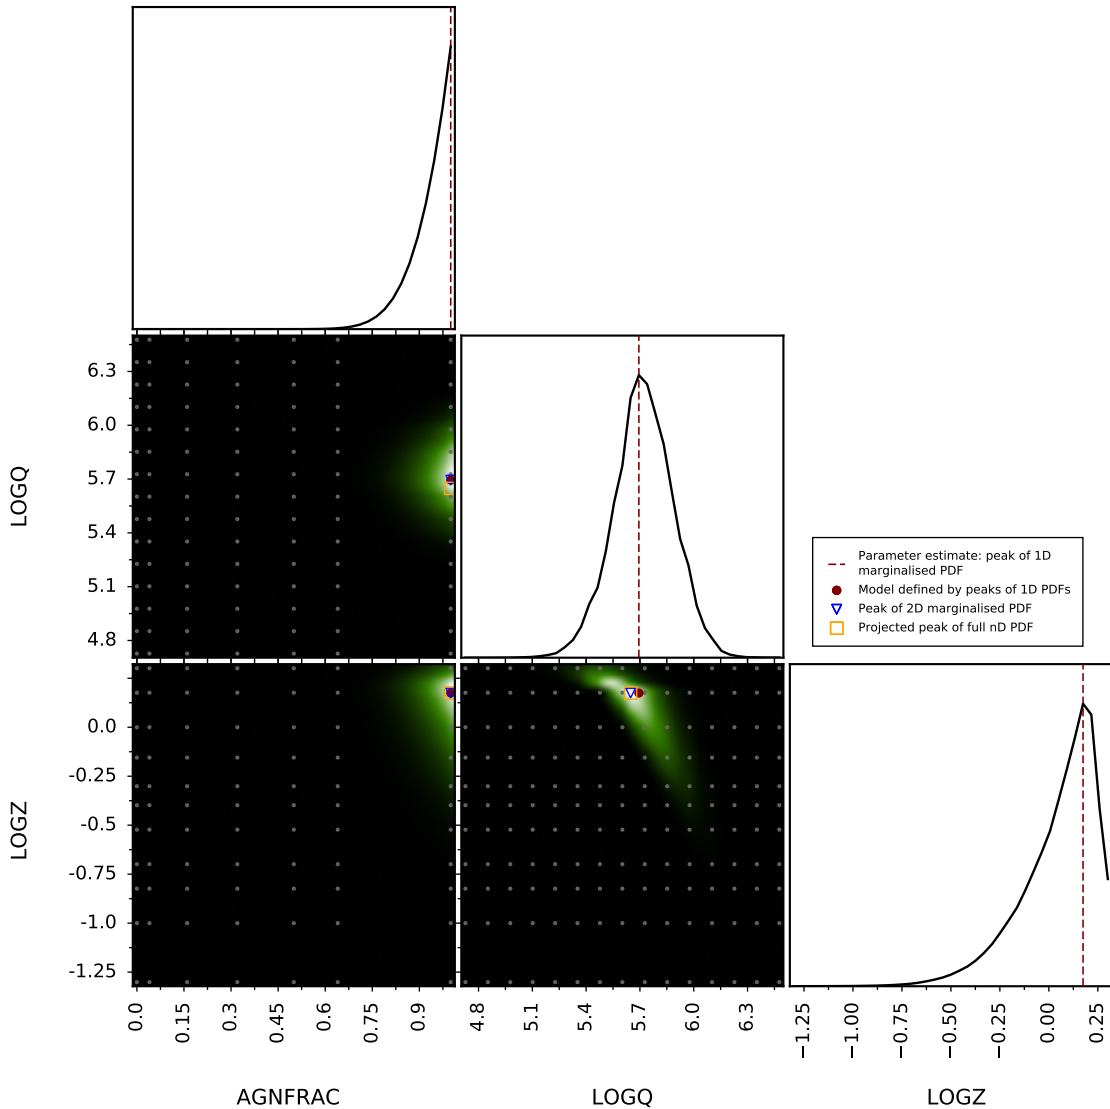 LOGQ
6.3
6.0
5.7
5.4
5.1
4.8
Parameter estimate: peak of 1D
marginalised PDF
Model defined by peaks of 1D PDFs
Peak of 2D marginalised PDF
Projected peak of full nD PDF
LOGZ
0.0
-0.25
-0.5
-0.75
-1.0
-1.25
0.0 0.15 0.3 0.45 0.6 0.75 0.9
4.8 5.1 5.4 5.7 6.0 6.3
−1.25 −1.00 −0.75 −0.50 −0.25 0.00 0.25
AGNFRAC LOGQ LOGZ